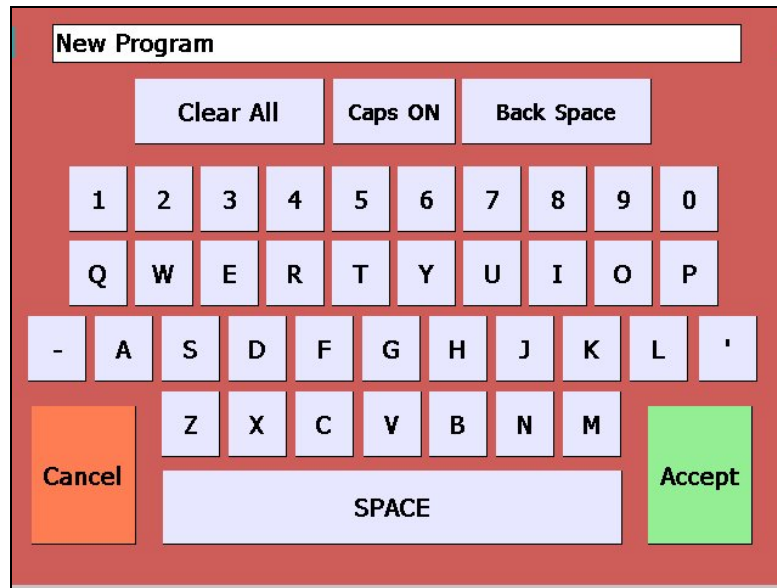 New Program
Clear All Caps ON Back Space
1 2 3 4 5 6 7 8 9 0
Q W E R T Y U I O P
- A S D F G H J K L '
Z X C V B N M
Cancel Accept
SPACE